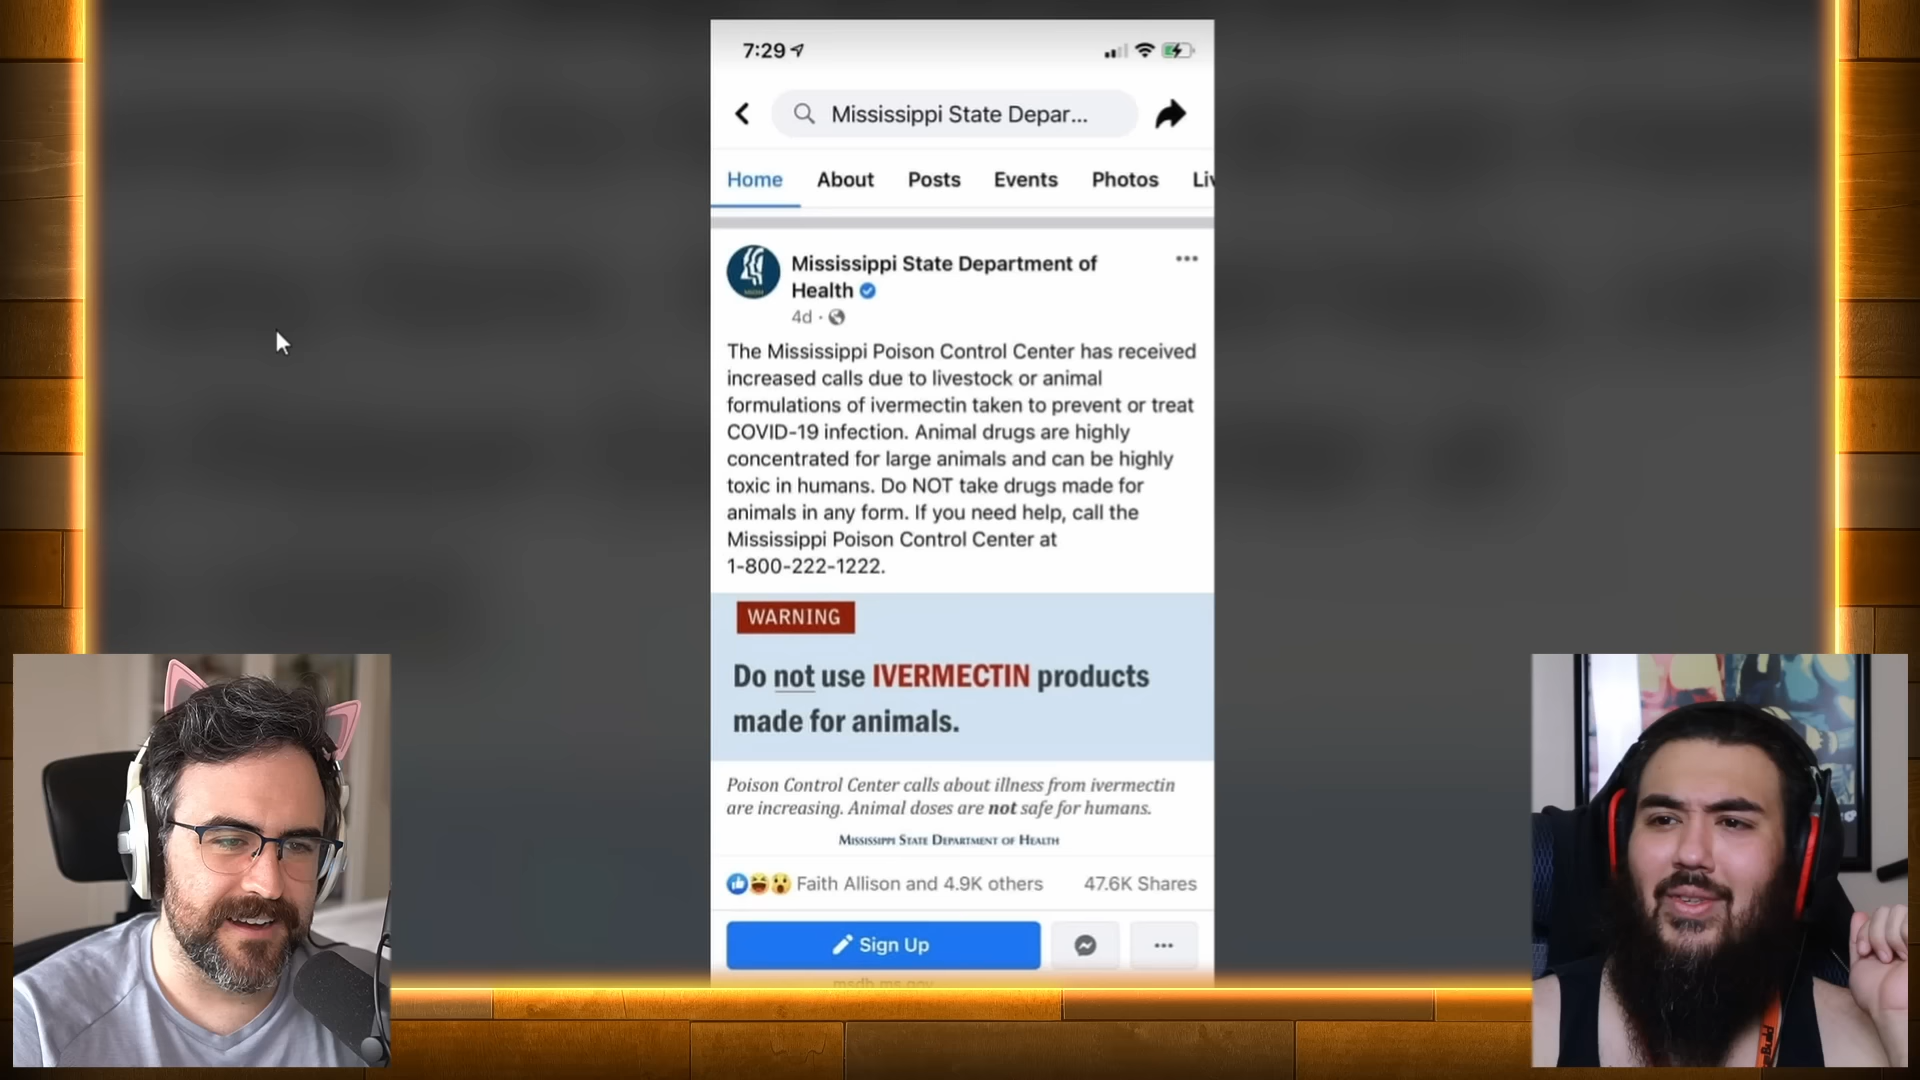 7:29
Mississippi State Depar...
Home About Posts Events Photos Liv
Mississippi State Department of
Health
4d ·
The Mississippi Poison Control Center has received
increased calls due to livestock or animal
formulations of ivermectin taken to prevent or treat
COVID-19 infection. Animal drugs are highly
concentrated for large animals and can be highly
toxic in humans. Do NOT take drugs made for
animals in any form. If you need help, call the
Mississippi Poison Control Center at
1-800-222-1222.
WARNING
Do not use IVERMECTIN products
made for animals.
Poison Control Center calls about illness from ivermectin
are increasing. Animal doses are not safe for humans.
MISSISSIPPI STATE DEPARTMENT OF HEALTH
Faith Allison and 4.9K others 47.6K Shares
Sign Up